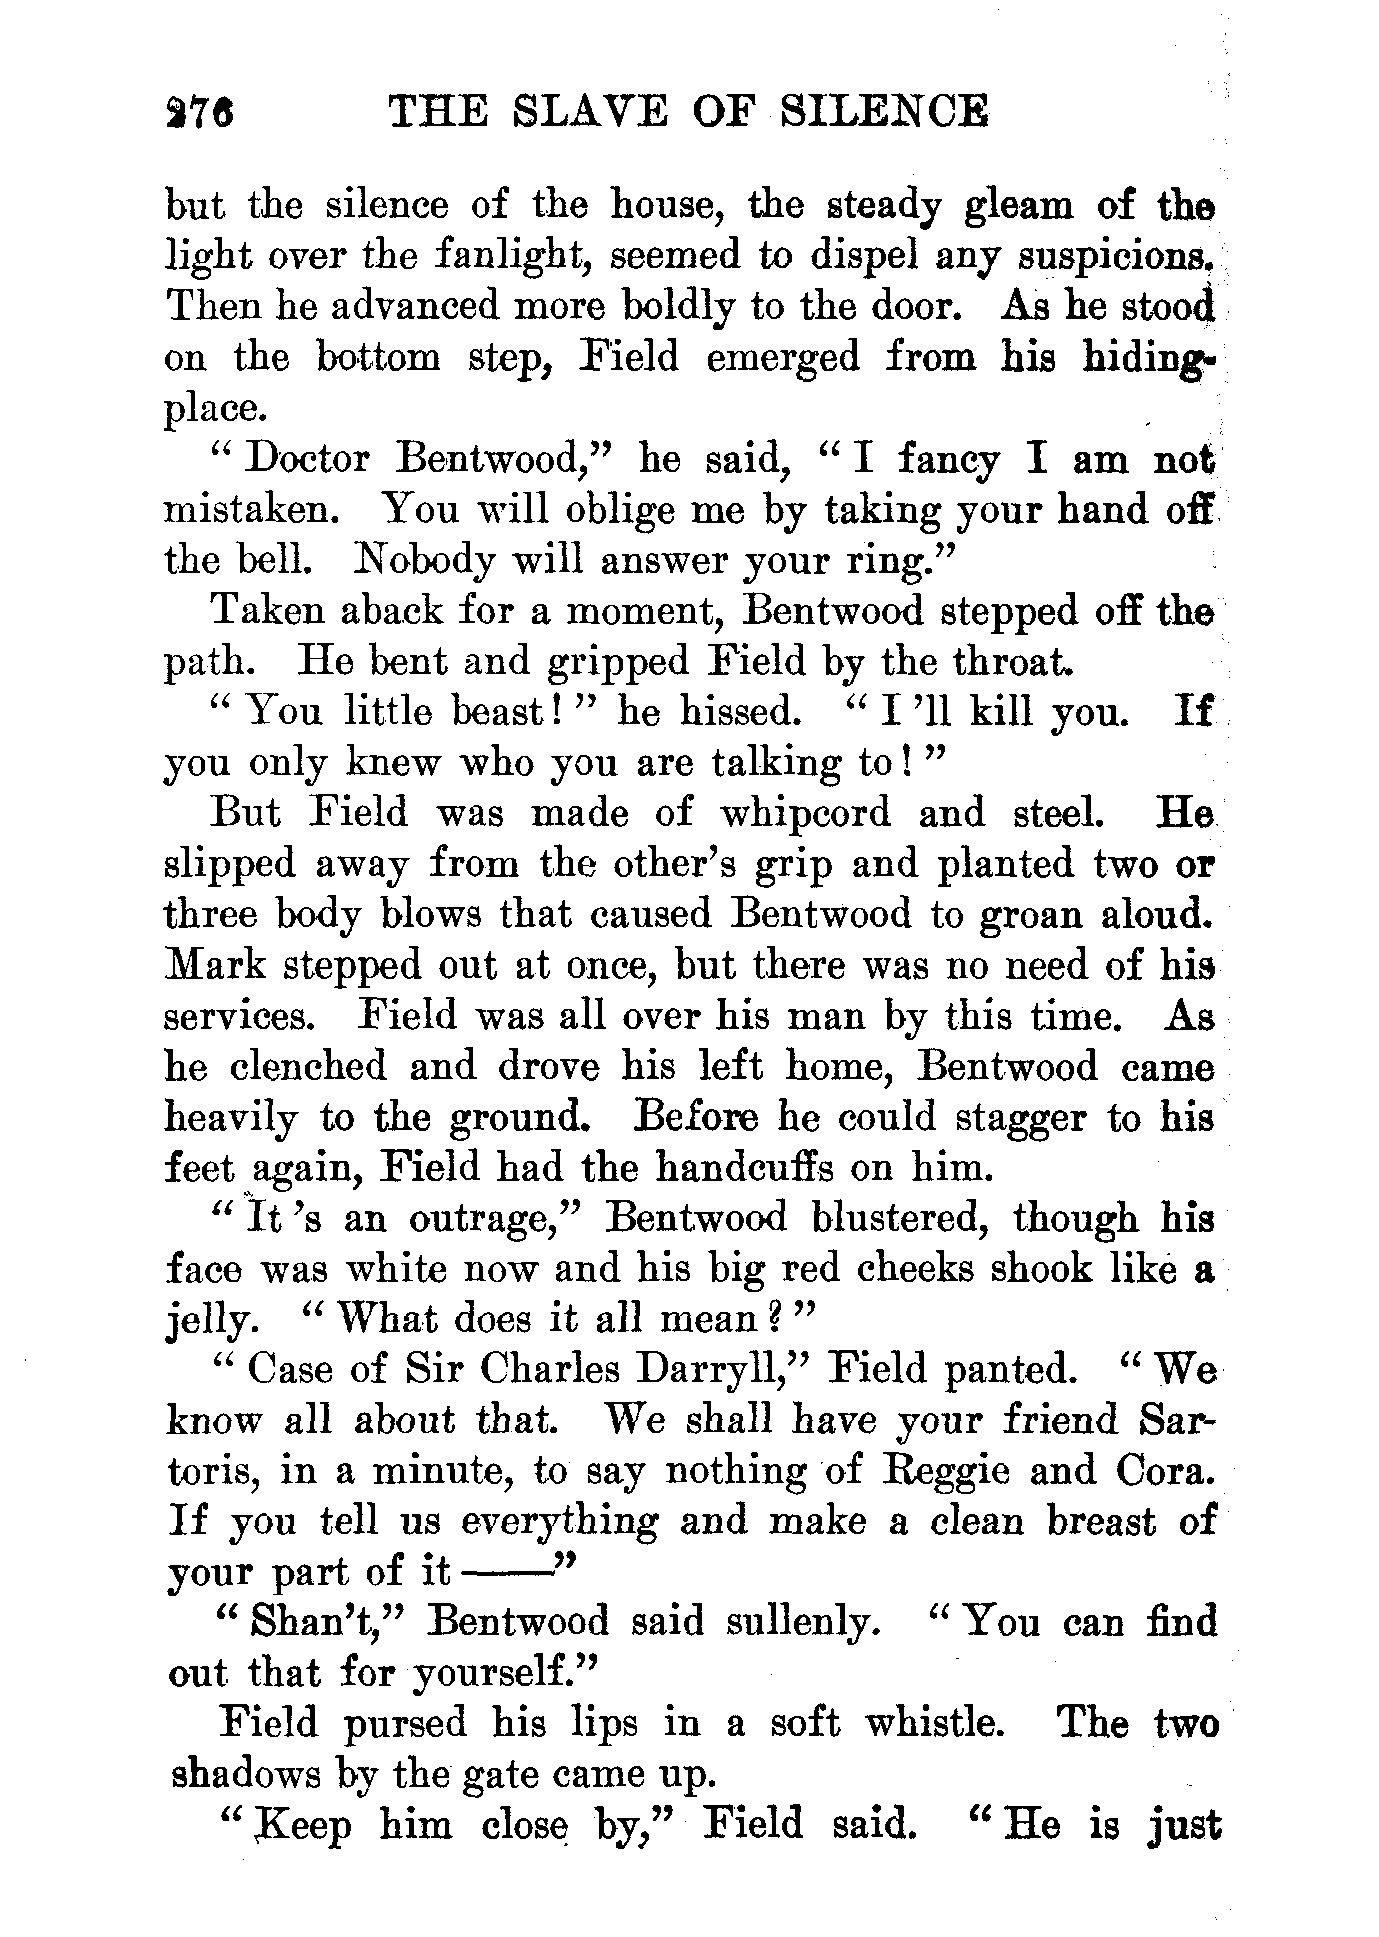 276 THE SLAVE OF SILENCE
but the silence of the house, the steady gleam of the
light over the fanlight, seemed to dispel any suspicions.
Then he advanced more boldly to the door. As he stood
on the bottom step, Field emerged from his hiding-
place.
“ Doctor Bentwood,” he said, “ I fancy I am not
mistaken. You will oblige me by taking your hand off
the bell. Nobody will answer your ring.”
Taken aback for a moment, Bentwood stepped off the
path. He bent and gripped Field by the throat.
“ You little beast! ” he hissed. “ I ’ll kill you. If
you only knew who you are talking to! ”
But Field was made of whipcord and steel. He
slipped away from the other’s grip and planted two or
three body blows that caused Bentwood to groan aloud.
Mark stepped out at once, but there was no need of his
services. Field was all over his man by this time. As
he clenched and drove his left home, Bentwood came
heavily to the ground. Before he could stagger to his
feet again, Field had the handcuffs on him.
“ It ’s an outrage,” Bentwood blustered, though his
face was white now and his big red cheeks shook like a
jelly. “ What does it all mean? ”
“ Case of Sir Charles Darryll,” Field panted. “ We
know all about that. We shall have your friend Sar-
toris, in a minute, to say nothing of Reggie and Cora.
If you tell us everything and make a clean breast of
your part of it ——”
“ Shan’t,” Bentwood said sullenly. “ You can find
out that for yourself.”
Field pursed his lips in a soft whistle. The two
shadows by the gate came up.
“ Keep him close by,” Field said. “ He is just